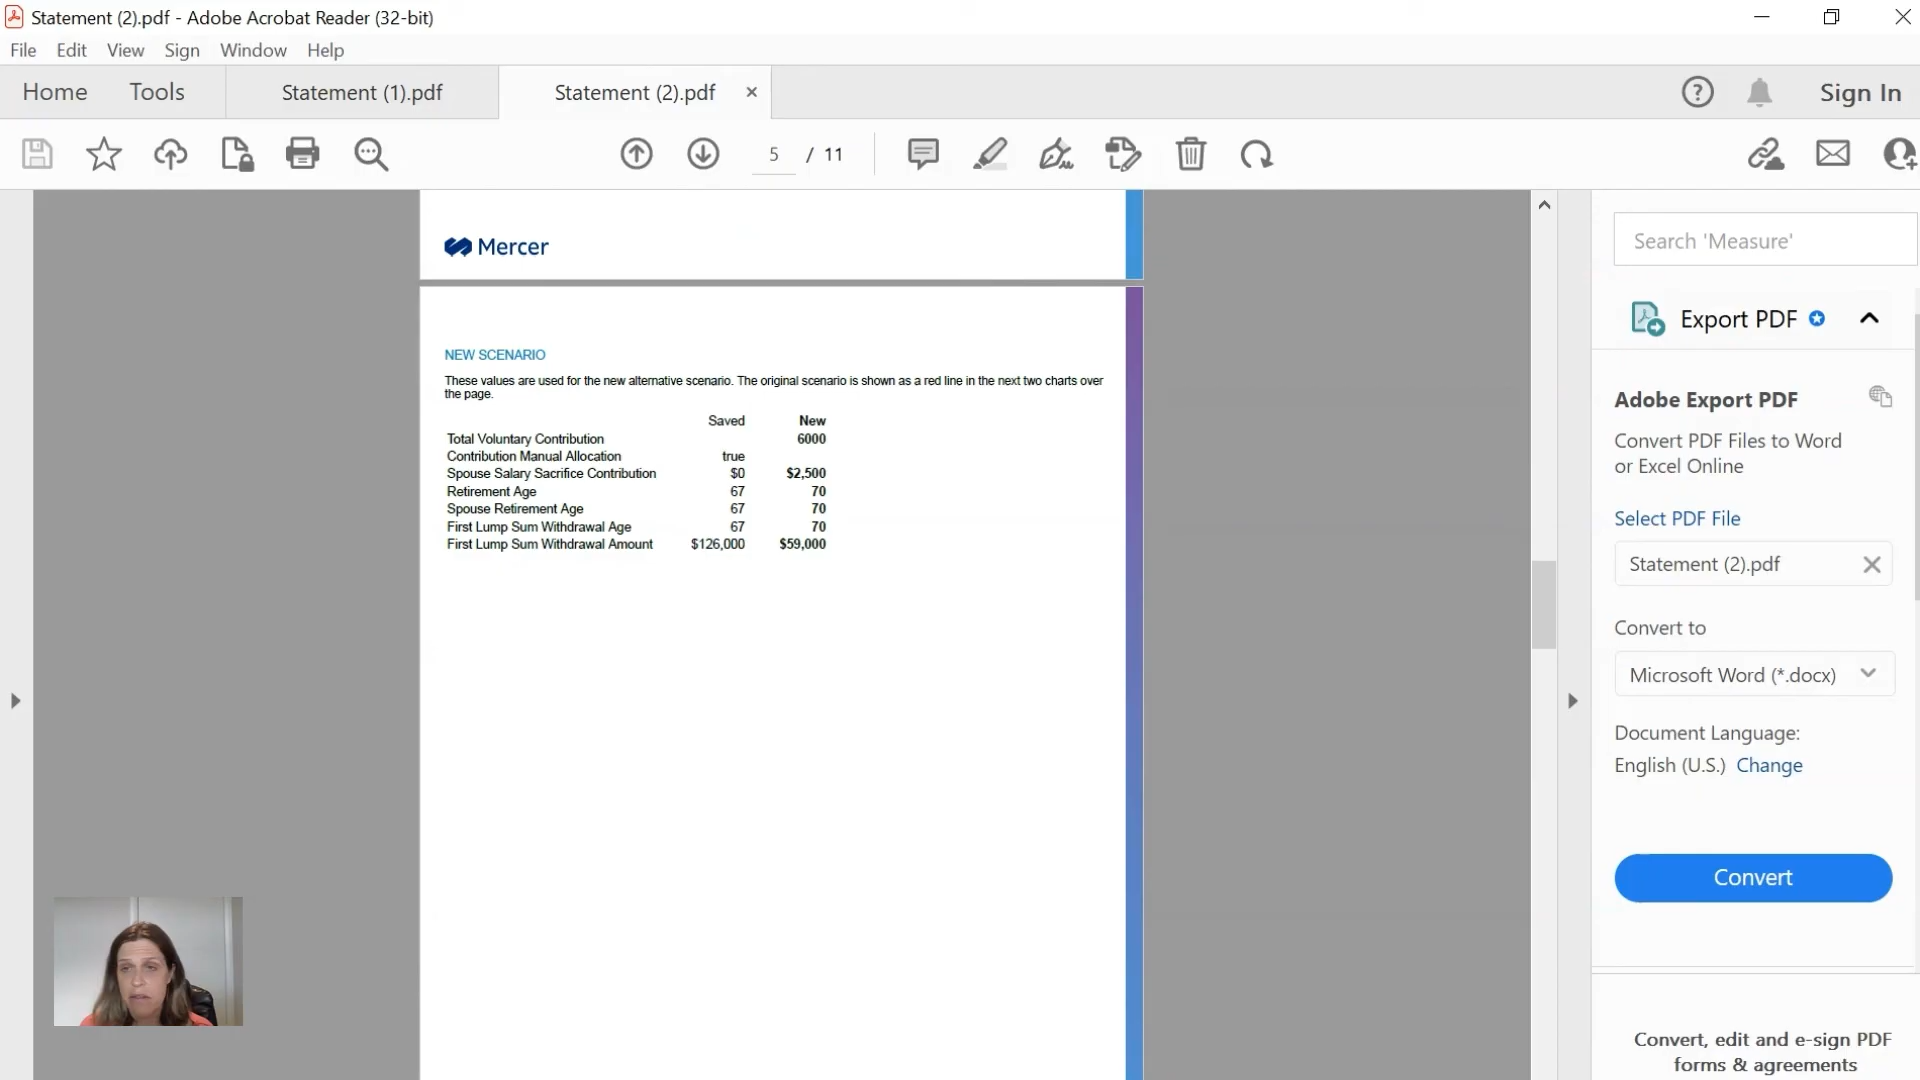 Statement (2).pdf - Adobe Acrobat Reader (32-bit)
File Edit View Sign Window Help
Home Tools Statement (1).pdf Statement (2).pdf Sign In
5 / 11
Mercer
NEW SCENARIO
These values are used for the new alternative scenario. The original scenario is shown as a red line in the next two charts over
the page.
Saved New
Total Voluntary Contribution 6000
Contribution Manual Allocation true
Spouse Salary Sacrifice Contribution $0 $2,500
Retirement Age 67 70
Spouse Retirement Age 67 70
First Lump Sum Withdrawal Age 67 70
First Lump Sum Withdrawal Amount $126,000 $59,000
Search 'Measure'
Export PDF
Adobe Export PDF
Convert PDF Files to Word
or Excel Online
Select PDF File
Statement (2).pdf
Convert to
Microsoft Word (*.docx)
Document Language:
English (U.S.) Change
Convert
Convert, edit and e-sign PDF
forms & agreements